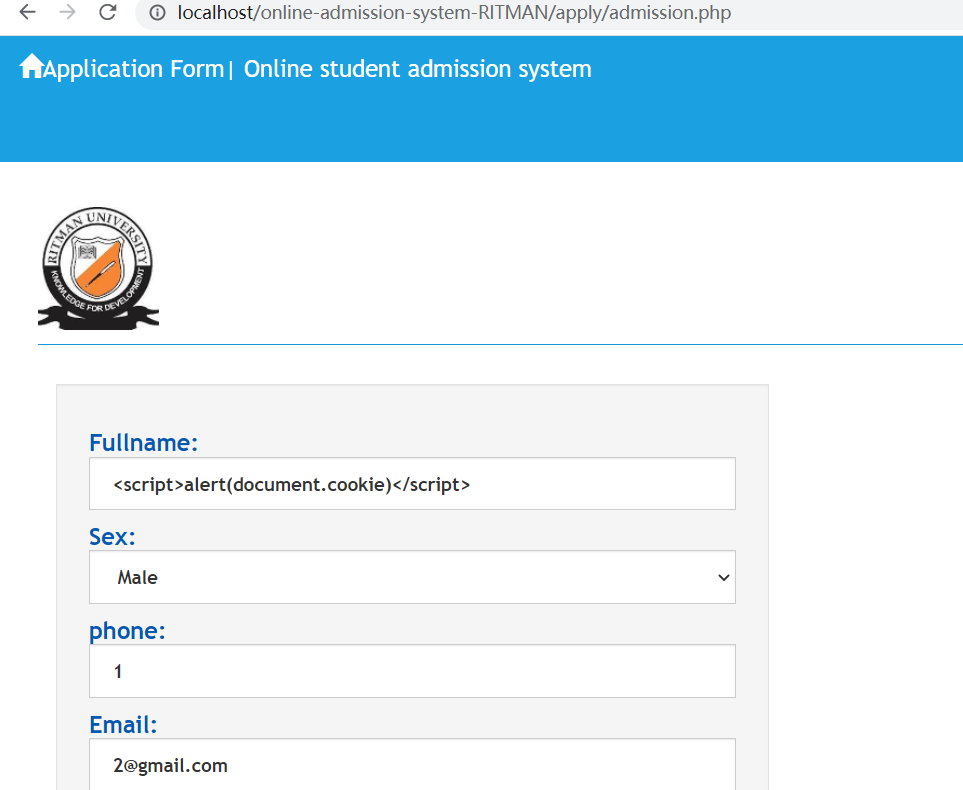 localhost/online-admission-system-RITMAN/apply/admission.php
Application Form| Online student admission system
RITMAN UNIVERSITY
KNOWLEDGE FOR DEVELOPMENT
Fullname:
<script>alert(document.cookie)</script>
Sex:
Male
phone:
1
Email:
2@gmail.com